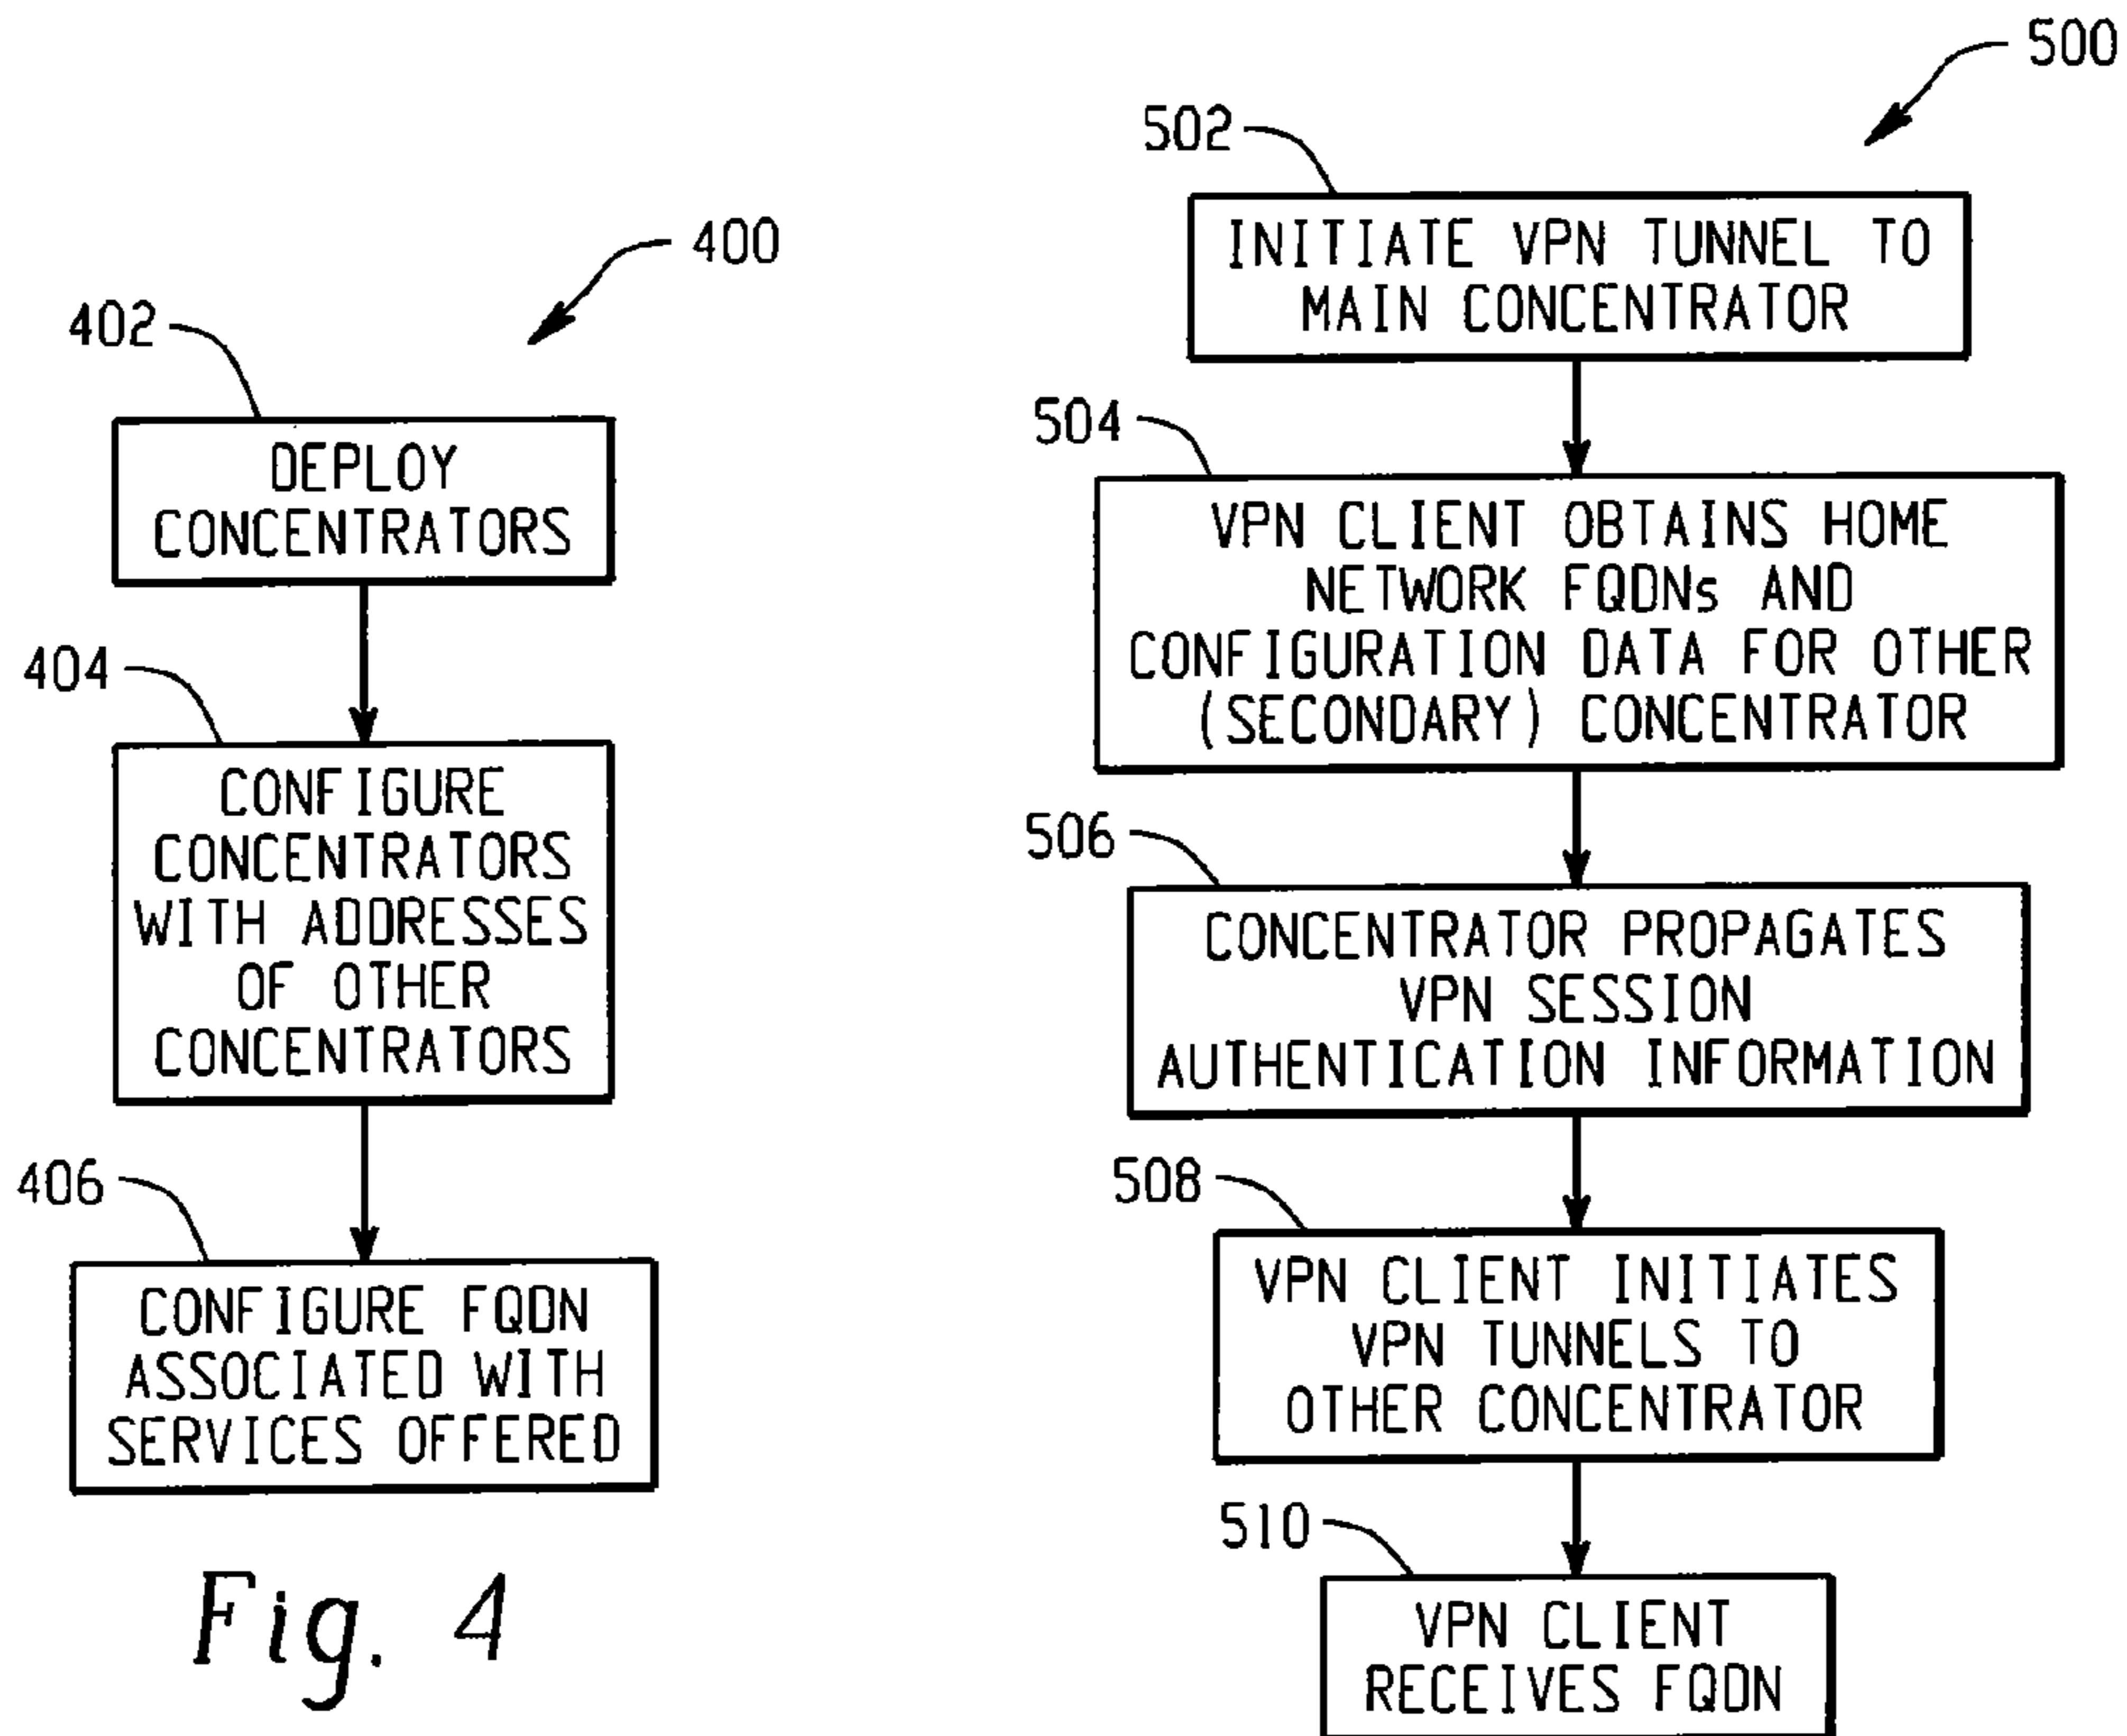 400
402
DEPLOY
CONCENTRATORS
404
CONFIGURE
CONCENTRATORS
WITH ADDRESSES
OF OTHER
CONCENTRATORS
406
CONFIGURE FQDN
ASSOCIATED WITH
SERVICES OFFERED
Fig. 4
500
502
INITIATE VPN TUNNEL TO
MAIN CONCENTRATOR
504
VPN CLIENT OBTAINS HOME
NETWORK FQDNs AND
CONFIGURATION DATA FOR OTHER
(SECONDARY) CONCENTRATOR
506
CONCENTRATOR PROPAGATES
VPN SESSION
AUTHENTICATION INFORMATION
508
VPN CLIENT INITIATES
VPN TUNNELS TO
OTHER CONCENTRATOR
510
VPN CLIENT
RECEIVES FQDN